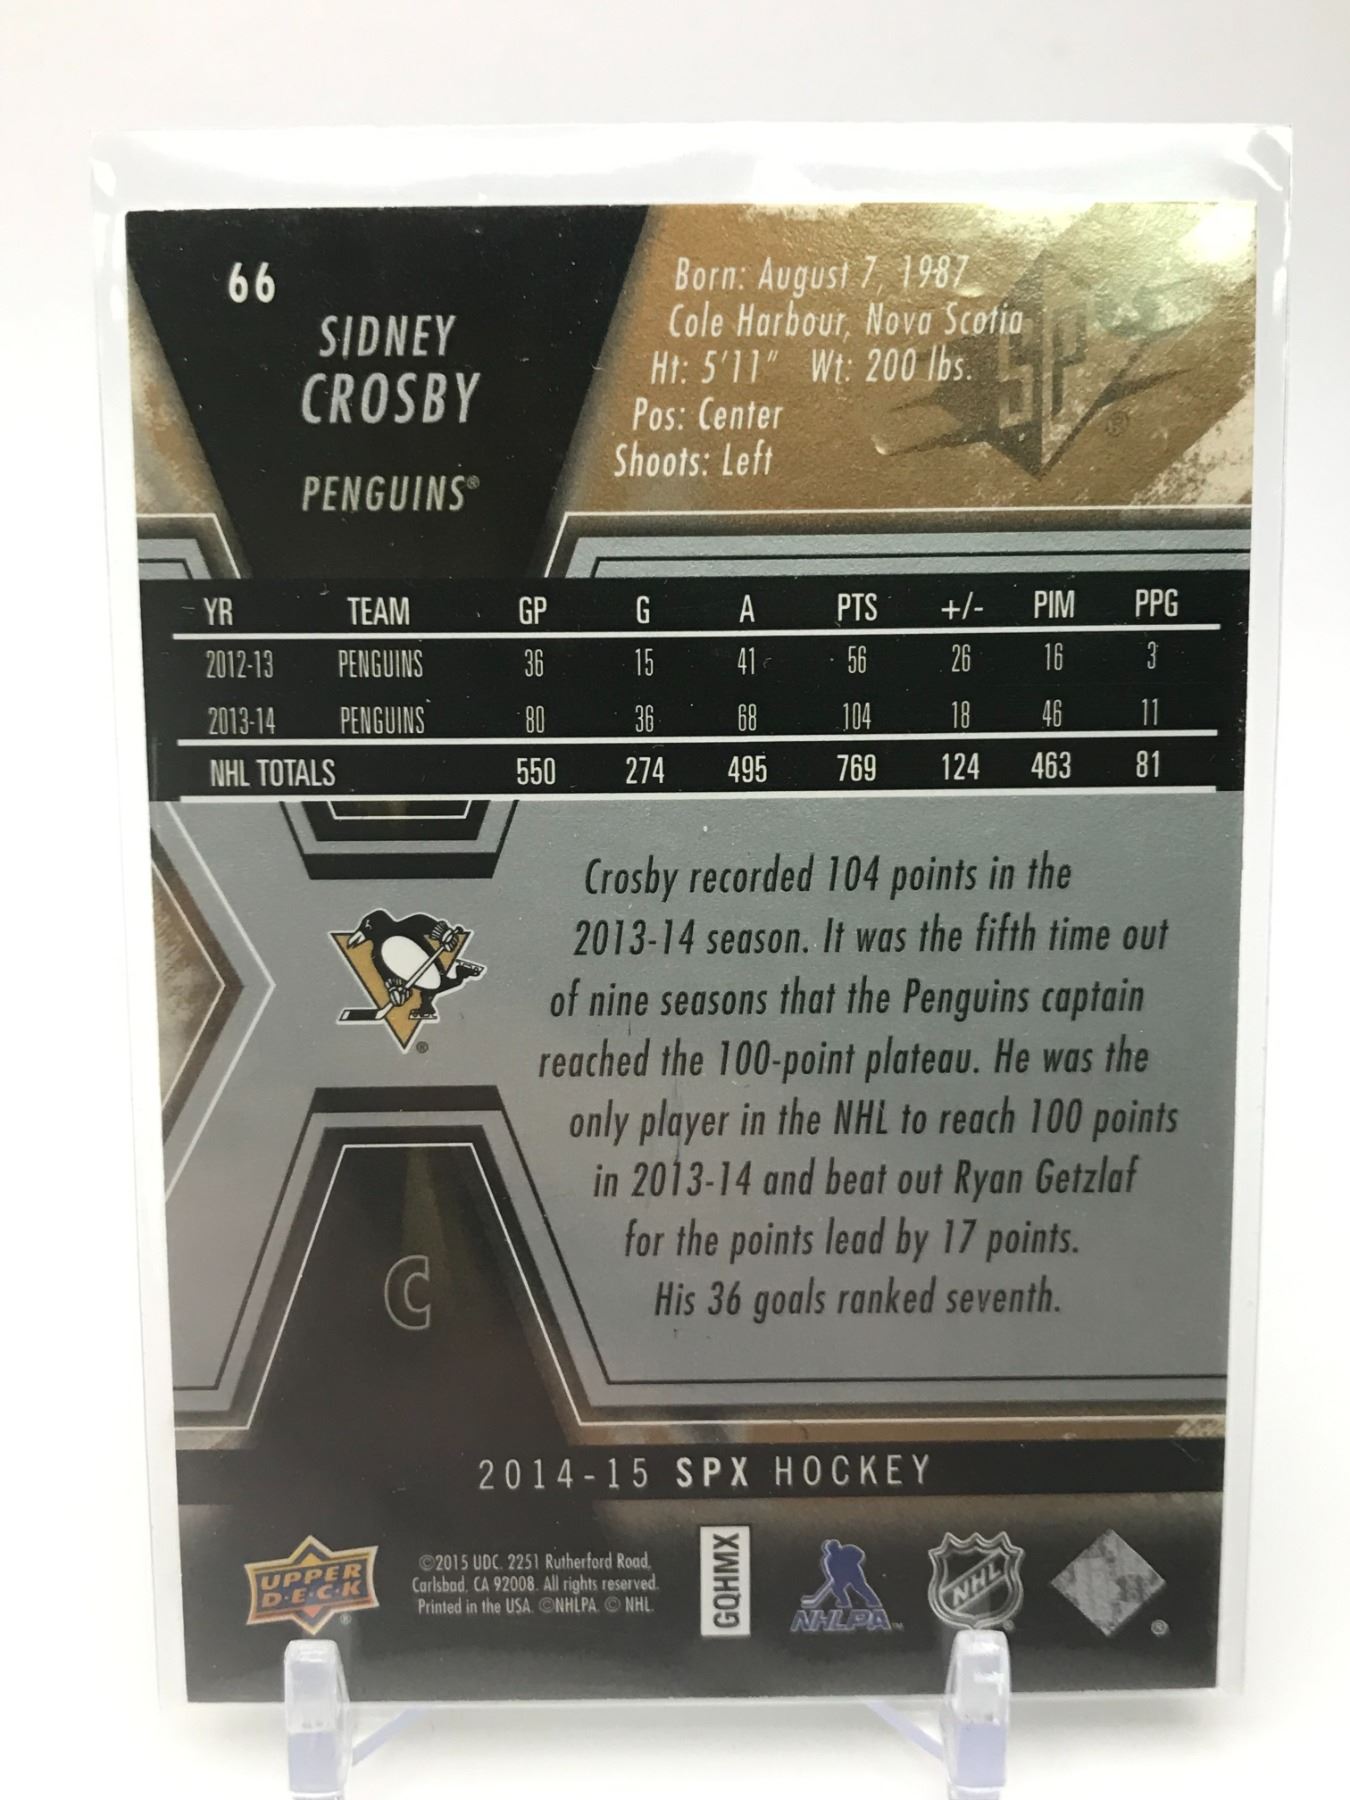 66
SIDNEY
CROSBY
PENGUINS®
Born: August 7, 1987
Cole Harbour, Nova Scotia
Ht: 5'11" Wt: 200 lbs.
Pos: Center
Shoots: Left
SP
®
YR TEAM GP G A PTS +/- PIM PPG
2012-13 PENGUINS 36 15 41 56 26 16 3
2013-14 PENGUINS 80 36 68 104 18 46 11
NHL TOTALS 550 274 495 769 124 463 81
Crosby recorded 104 points in the
2013-14 season. It was the fifth time out
of nine seasons that the Penguins captain
reached the 100-point plateau. He was the
only player in the NHL to reach 100 points
in 2013-14 and beat out Ryan Getzlaf
for the points lead by 17 points.
His 36 goals ranked seventh.
®
C
2014-15 SPX HOCKEY
UPPER
D·E·C·K
®
©2015 UDC. 2251 Rutherford Road,
Carlsbad, CA 92008. All rights reserved.
Printed in the USA. ©NHLPA. © NHL.
GQHMX
NHLPA™
NHL
®
®